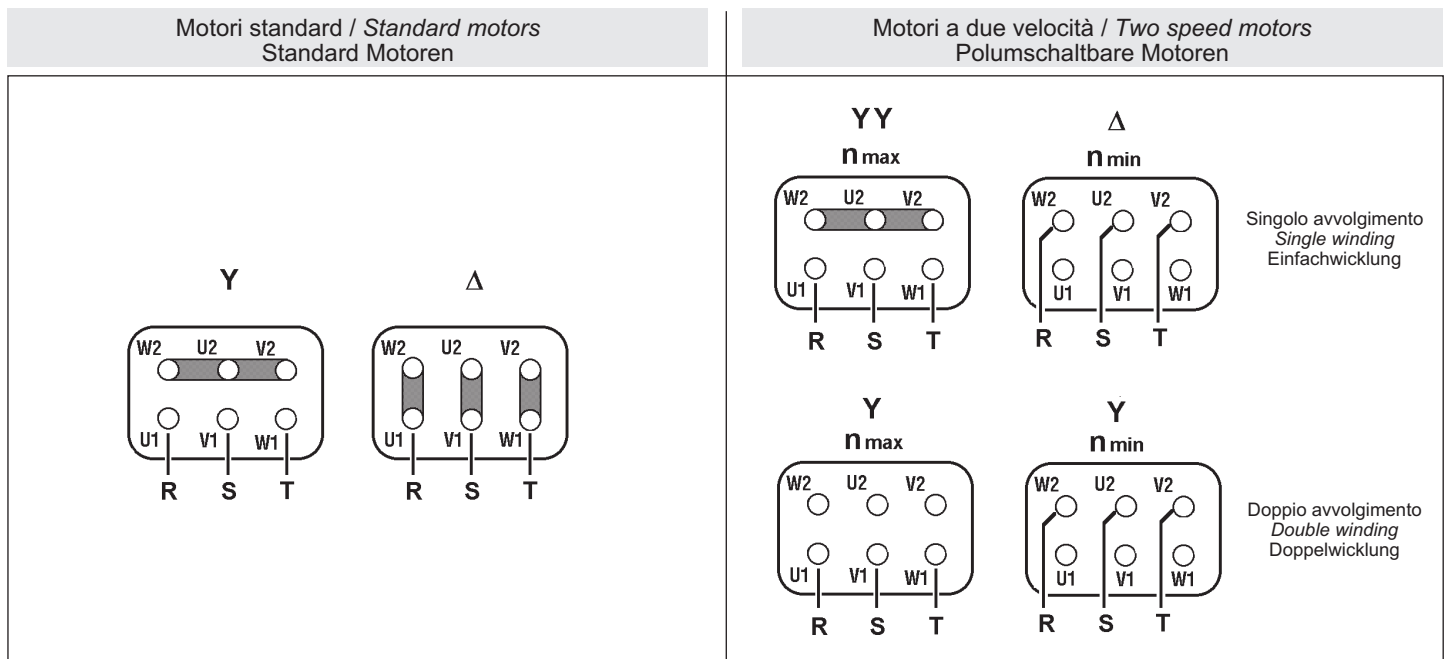 Motori standard / Standard motors
Standard Motoren
Y
W2 U2 V2
U1 V1 W1
R S T
Δ
W2 U2 V2
U1 V1 W1
R S T
Motori a due velocità / Two speed motors
Polumschaltbare Motoren
YY
n max
W2 U2 V2
U1 V1 W1
R S T
Δ
n min
W2 U2 V2
U1 V1 W1
R S T
Singolo avvolgimento
Single winding
Einfachwicklung
Y
n max
W2 U2 V2
U1 V1 W1
R S T
Y
n min
W2 U2 V2
U1 V1 W1
R S T
Doppio avvolgimento
Double winding
Doppelwicklung